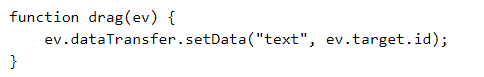 function drag(ev) {
    ev.dataTransfer.setData("text", ev.target.id);
}